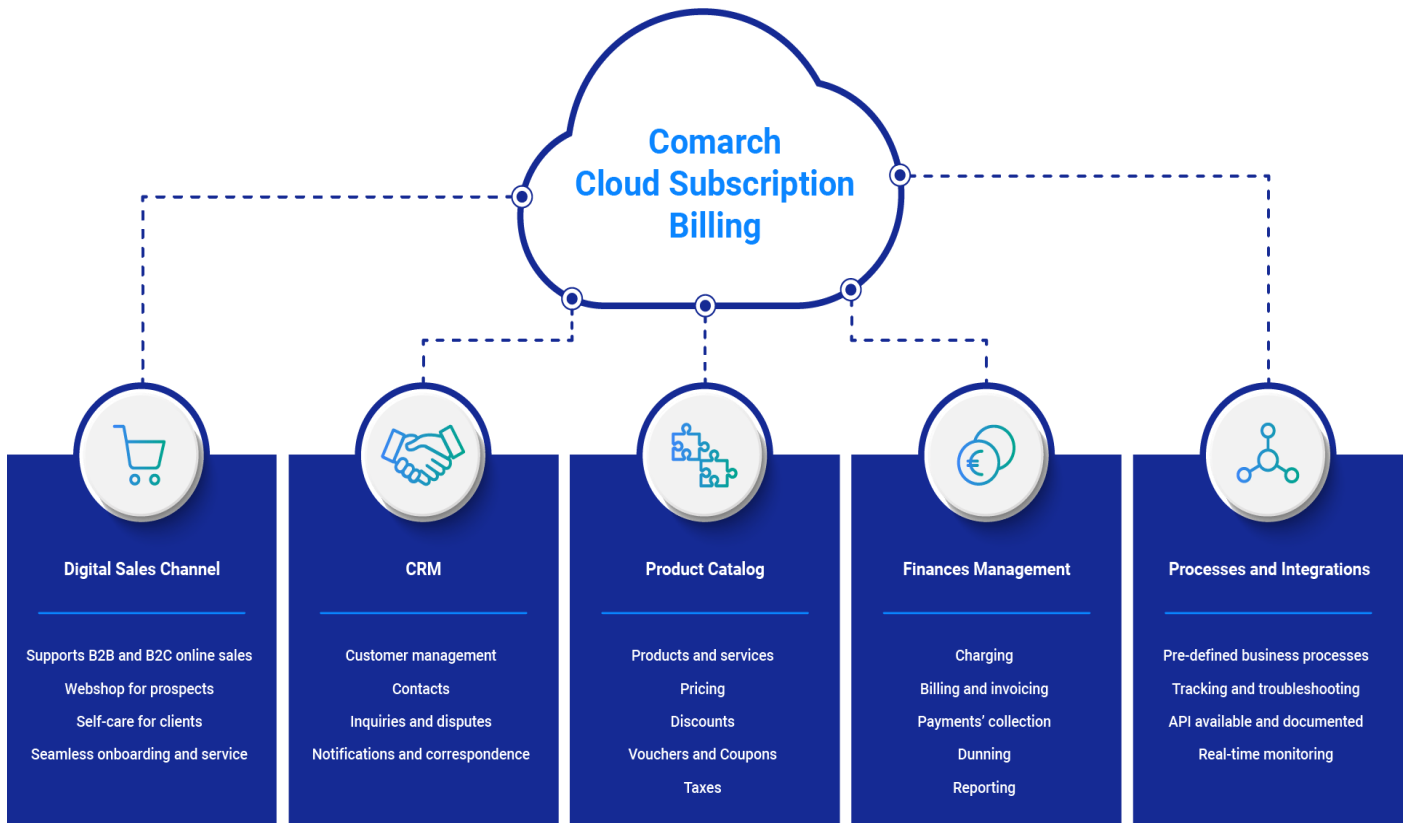 Comarch
Cloud Subscription
Billing
Digital Sales Channel
Supports B2B and B2C online sales
Webshop for prospects
Self-care for clients
Seamless onboarding and service
CRM
Customer management
Contacts
Inquiries and disputes
Notifications and correspondence
Product Catalog
Products and services
Pricing
Discounts
Vouchers and Coupons
Taxes
€
Finances Management
Charging
Billing and invoicing
Payments’ collection
Dunning
Reporting
Processes and Integrations
Pre-defined business processes
Tracking and troubleshooting
API available and documented
Real-time monitoring